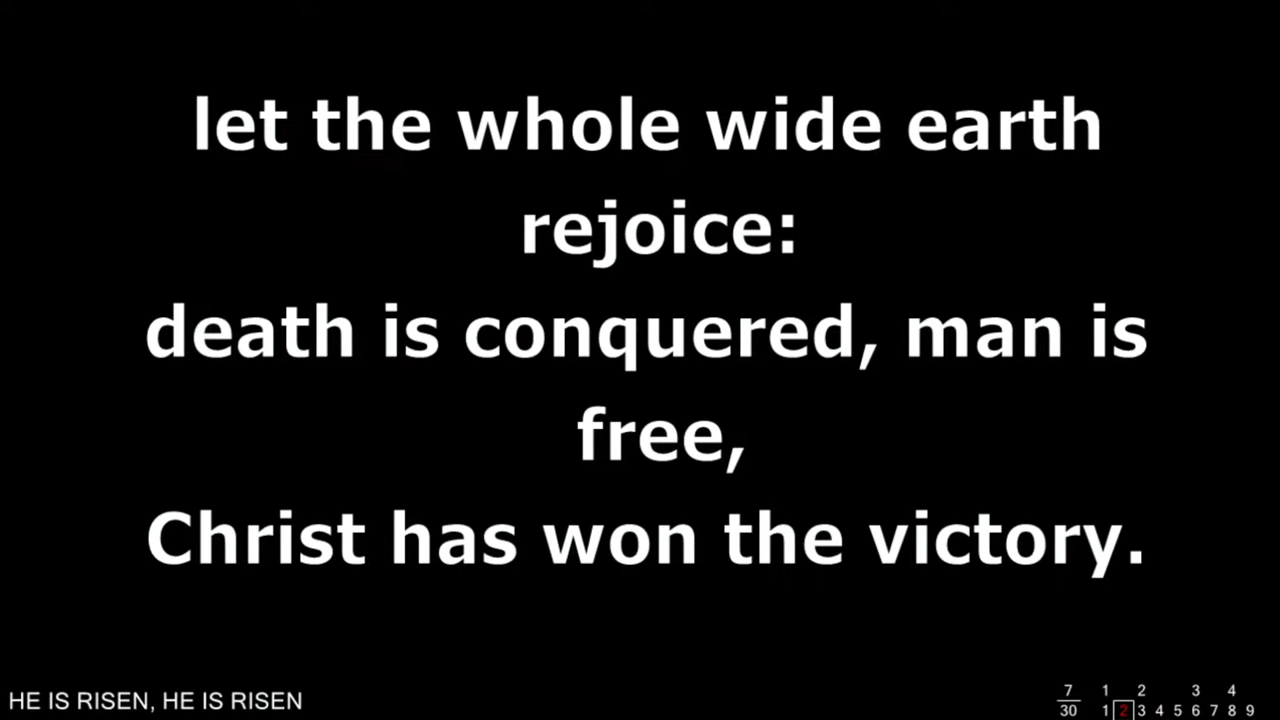 let the whole wide earth
rejoice:
death is conquered, man is
free,
Christ has won the victory.
HE IS RISEN, HE IS RISEN
7 1 2 3 4
30 1 2 3 4 5 6 7 8 9